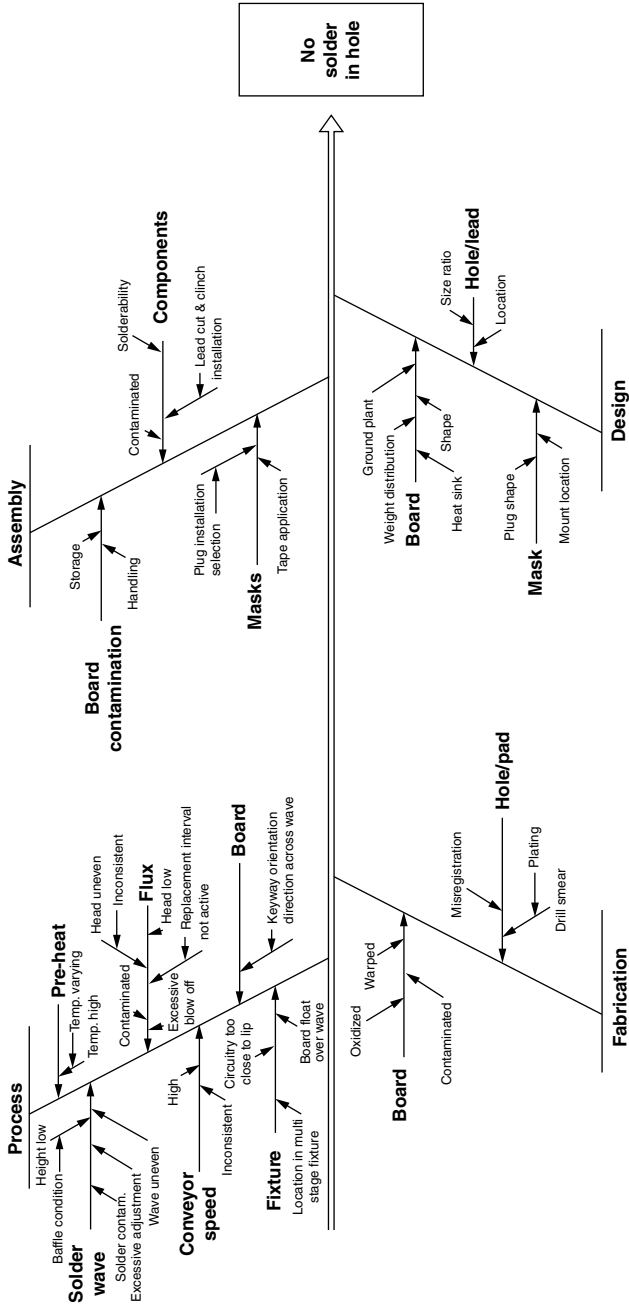 Process
Pre-heat
Temp. varying
Temp. high
Height low
Baffle condition
Solder
wave
Solder contam.
Excessive adjustment
Wave uneven
Head uneven
Inconsistent
Flux
Head low
Contaminated
Excessive
blow off
Replacement interval
not active
Conveyor
speed
High
Inconsistent
Board
Keyway orientation
direction across wave
Circuitry too
close to lip
Fixture
Location in multi
stage fixture
Board float
over wave
Assembly
Storage
Handling
Board
contamination
Solderability
Components
Contaminated
Lead cut & clinch
installation
Plug installation
selection
Masks
Tape application
No
solder
in hole
Oxidized
Warped
Board
Contaminated
Misregistration
Hole/pad
Plating
Drill smear
Fabrication
Ground plant
Weight distribution
Board
Shape
Heat sink
Size ratio
Hole/lead
Location
Plug shape
Mask
Mount location
Design